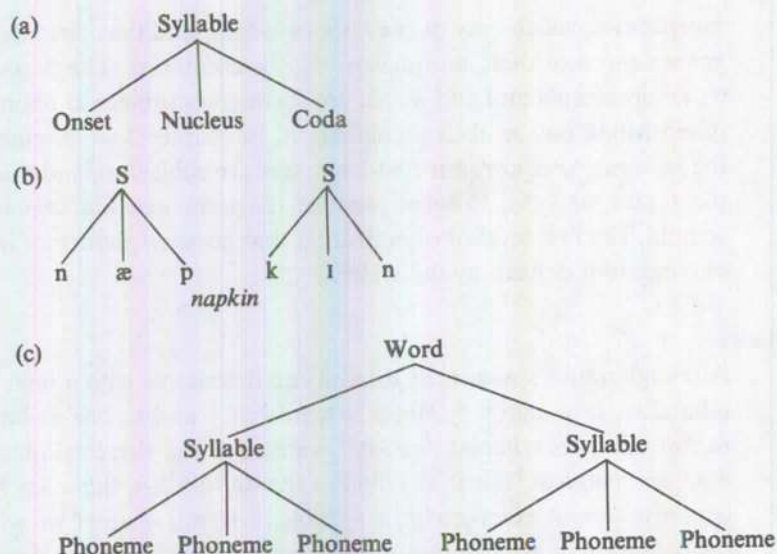 (a) Syllable
Onset Nucleus Coda
(b) S S
n æ p k ɪ n
napkin
(c) Word
Syllable Syllable
Phoneme Phoneme Phoneme Phoneme Phoneme Phoneme